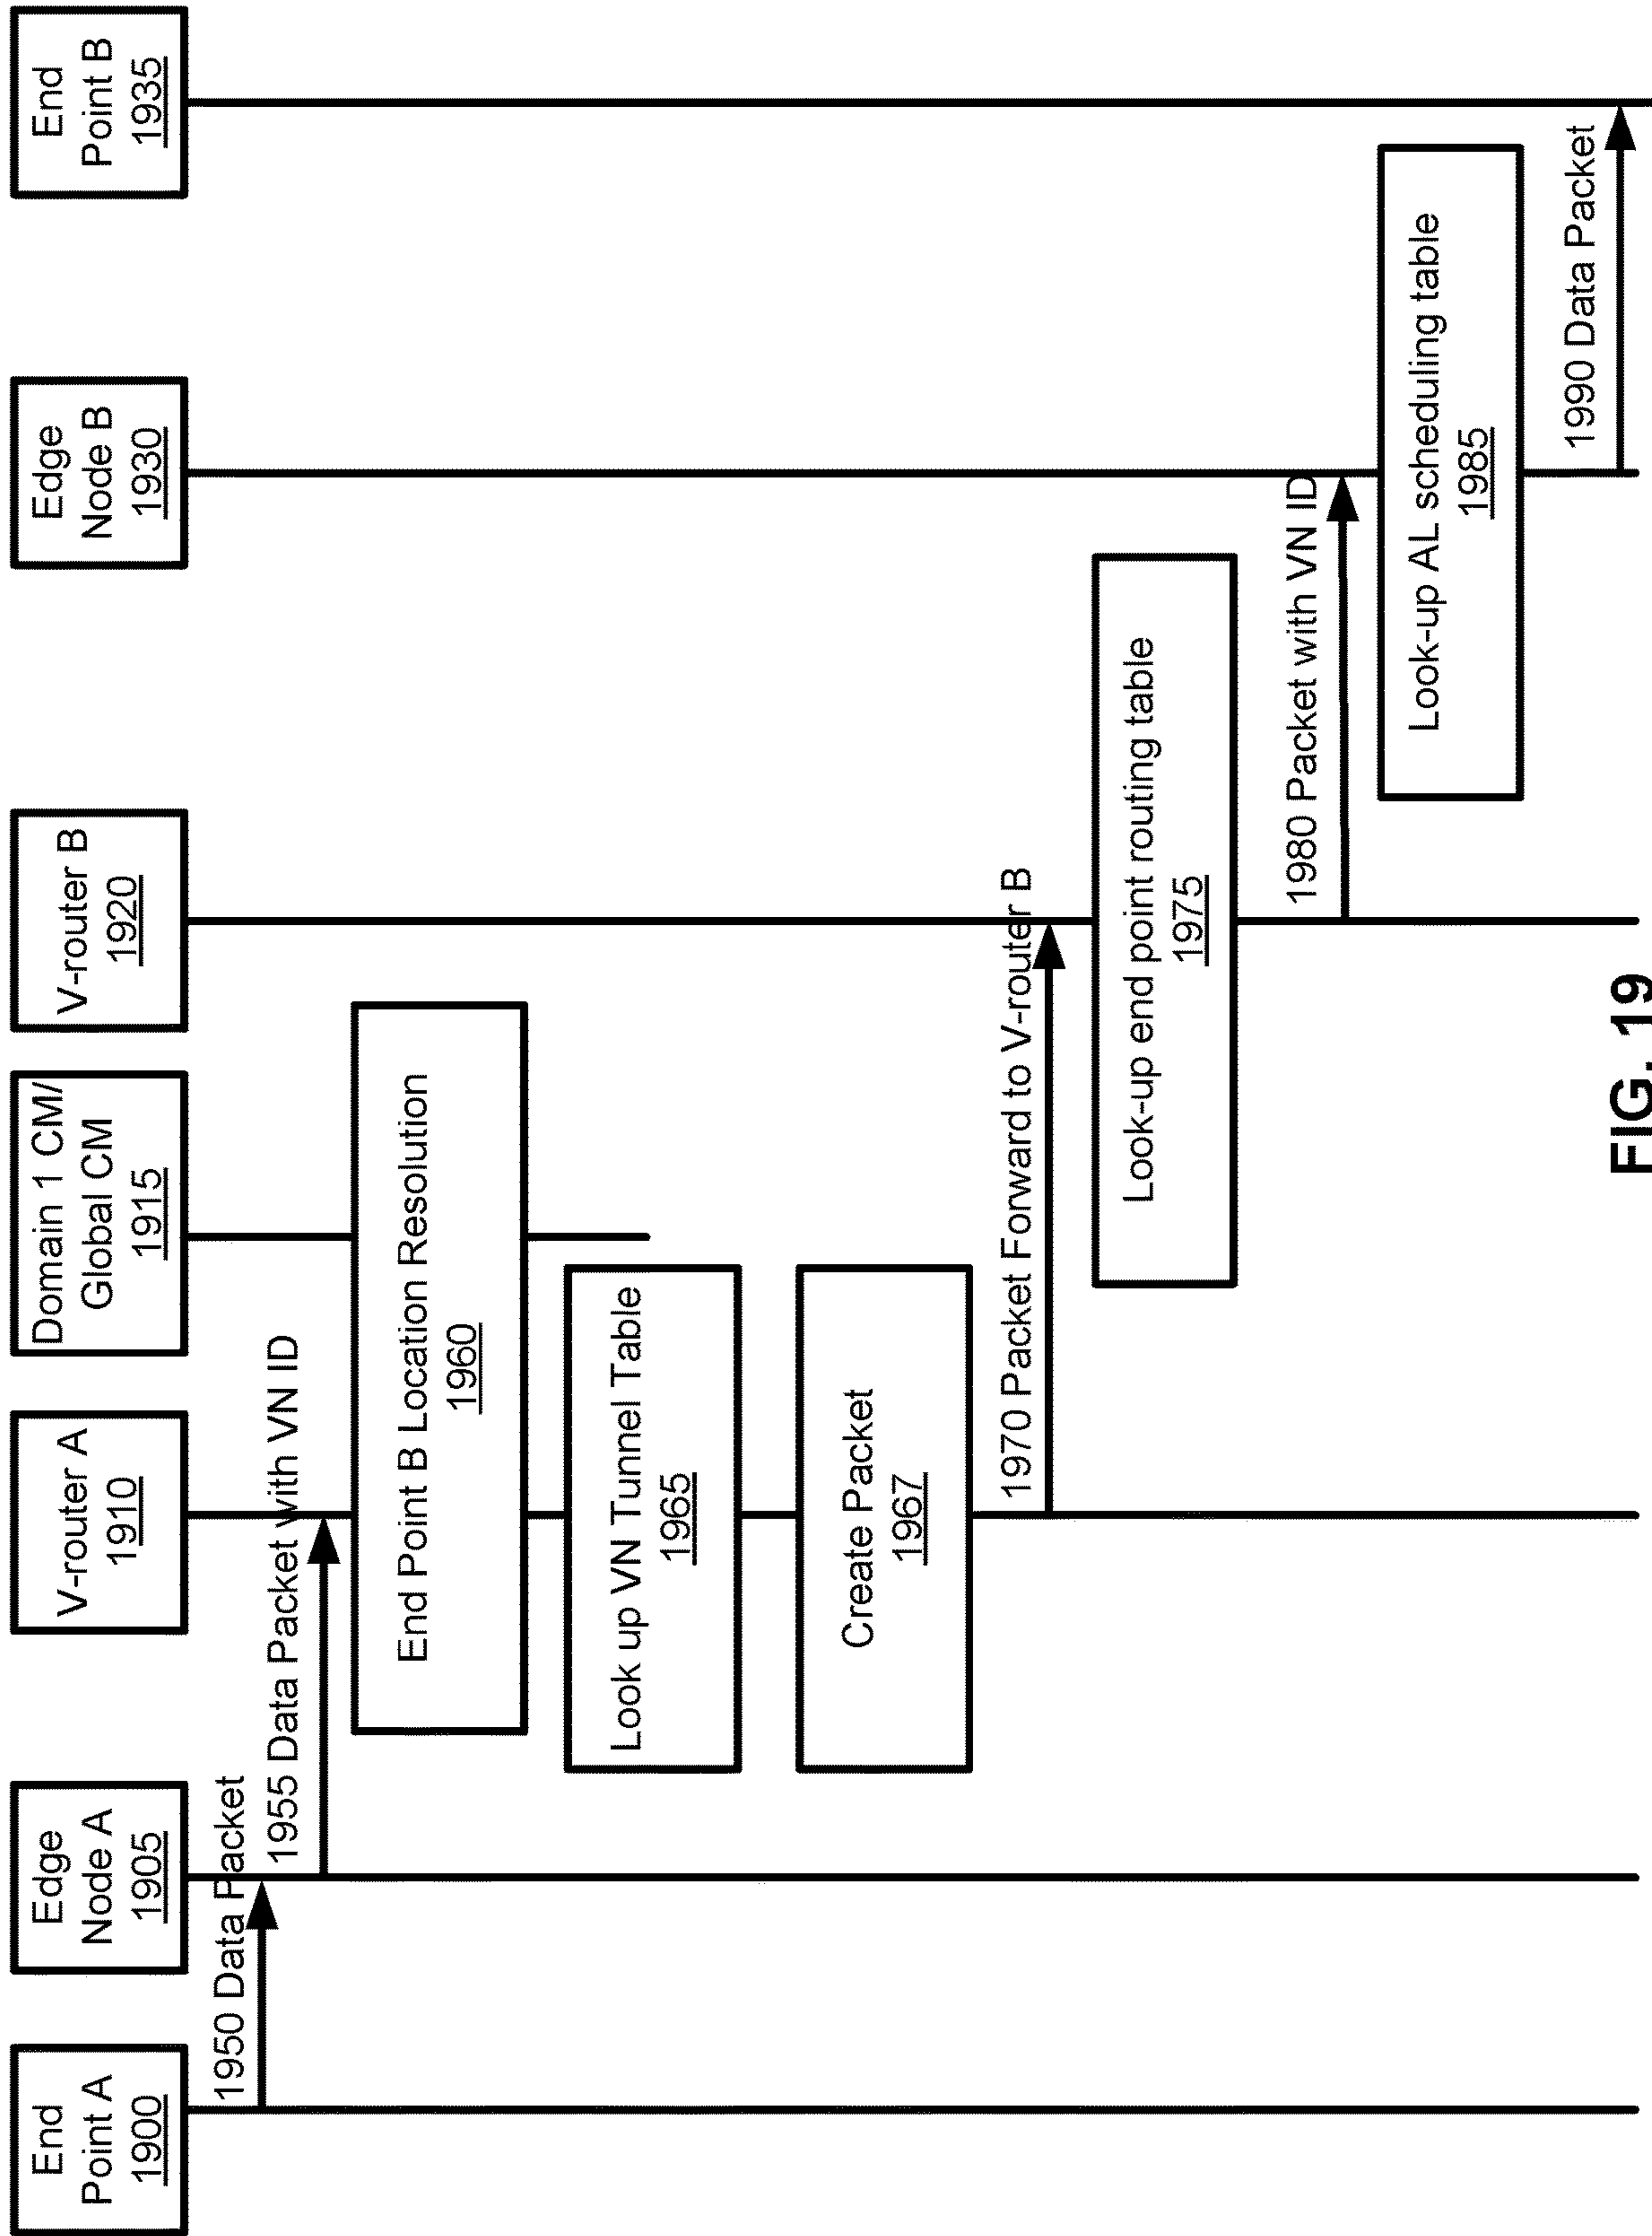 End
Point A
1900
Edge
Node A
1905
V-router A
1910
Domain 1 CM/
Global CM
1915
V-router B
1920
Edge
Node B
1930
End
Point B
1935
1950 Data Packet
1955 Data Packet with VN ID
End Point B Location Resolution
1960
Look up VN Tunnel Table
1965
Create Packet
1967
1970 Packet Forward to V-router B
Look-up end point routing table
1975
1980 Packet with VN ID
Look-up AL scheduling table
1985
1990 Data Packet
FIG. 19